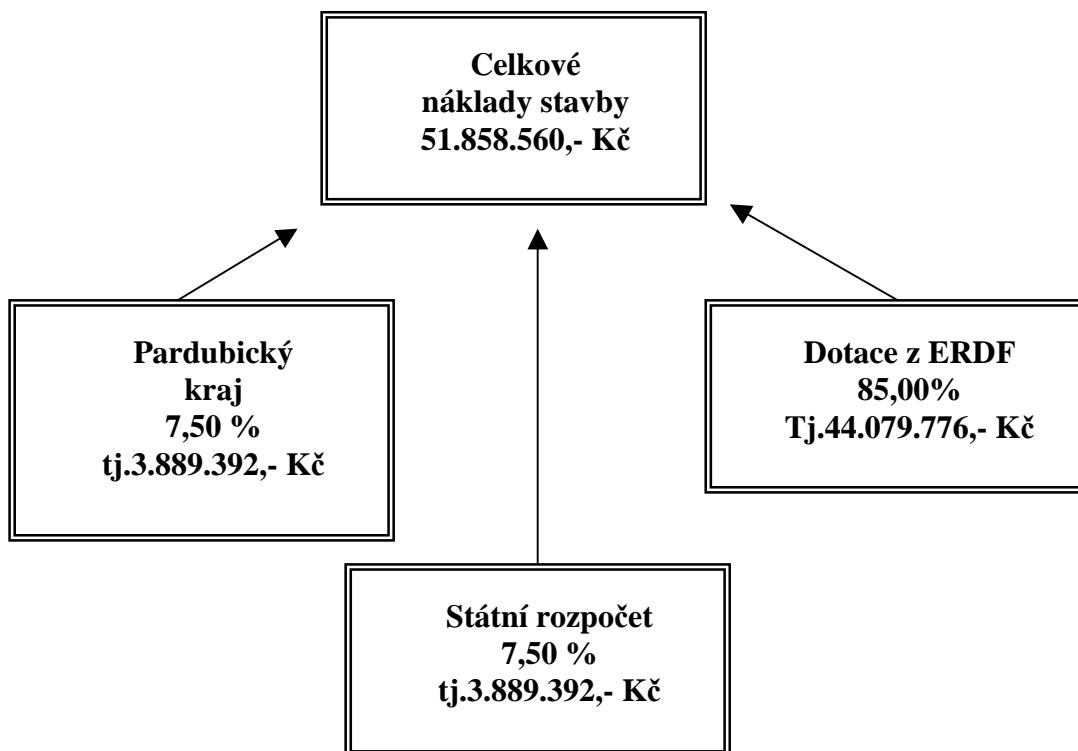 Celkové
náklady stavby
51.858.560,- Kč
Pardubický
kraj
7,50 %
tj.3.889.392,- Kč
Dotace z ERDF
85,00%
Tj.44.079.776,- Kč
Státní rozpočet
7,50 %
tj.3.889.392,- Kč